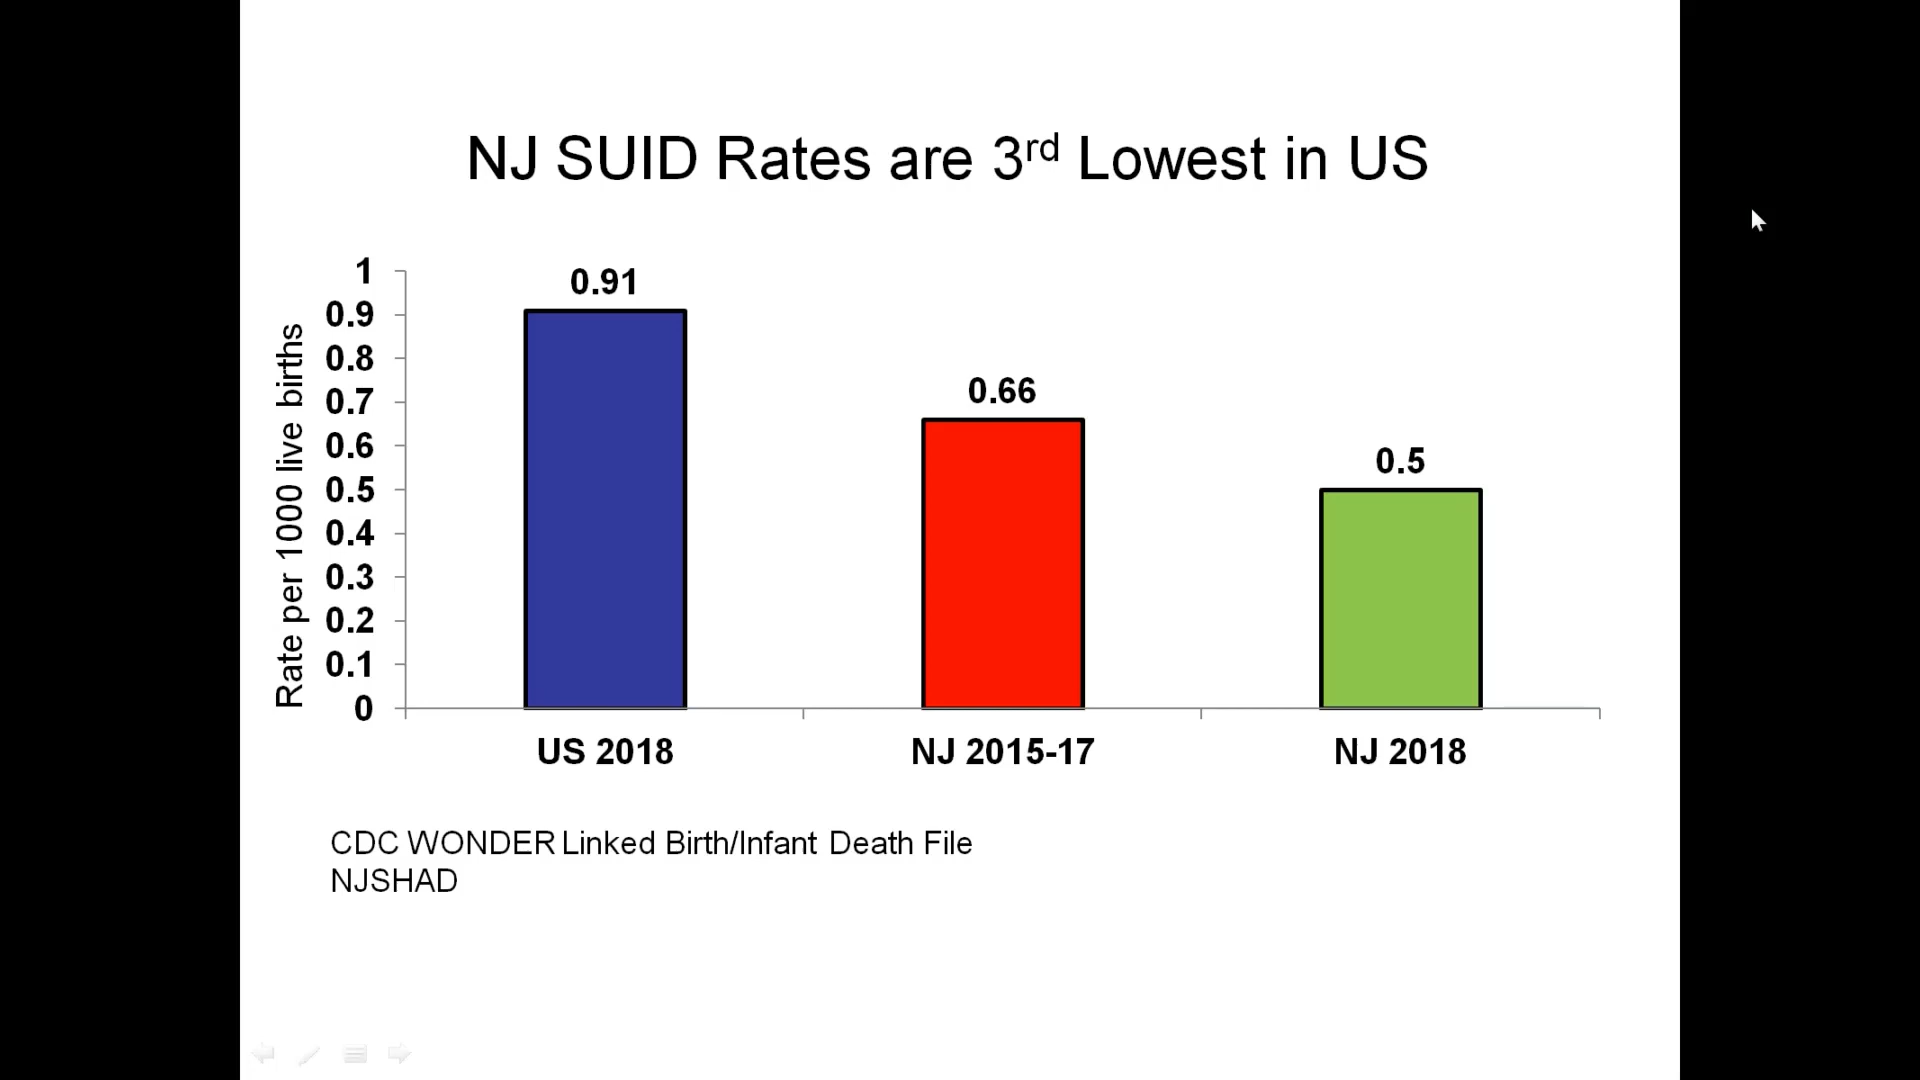 NJ SUID Rates are 3rd Lowest in US
Rate per 1000 live births
1
0.9
0.8
0.7
0.6
0.5
0.4
0.3
0.2
0.1
0
0.91
0.66
0.5
US 2018
NJ 2015-17
NJ 2018
CDC WONDER Linked Birth/Infant Death File
NJSHAD